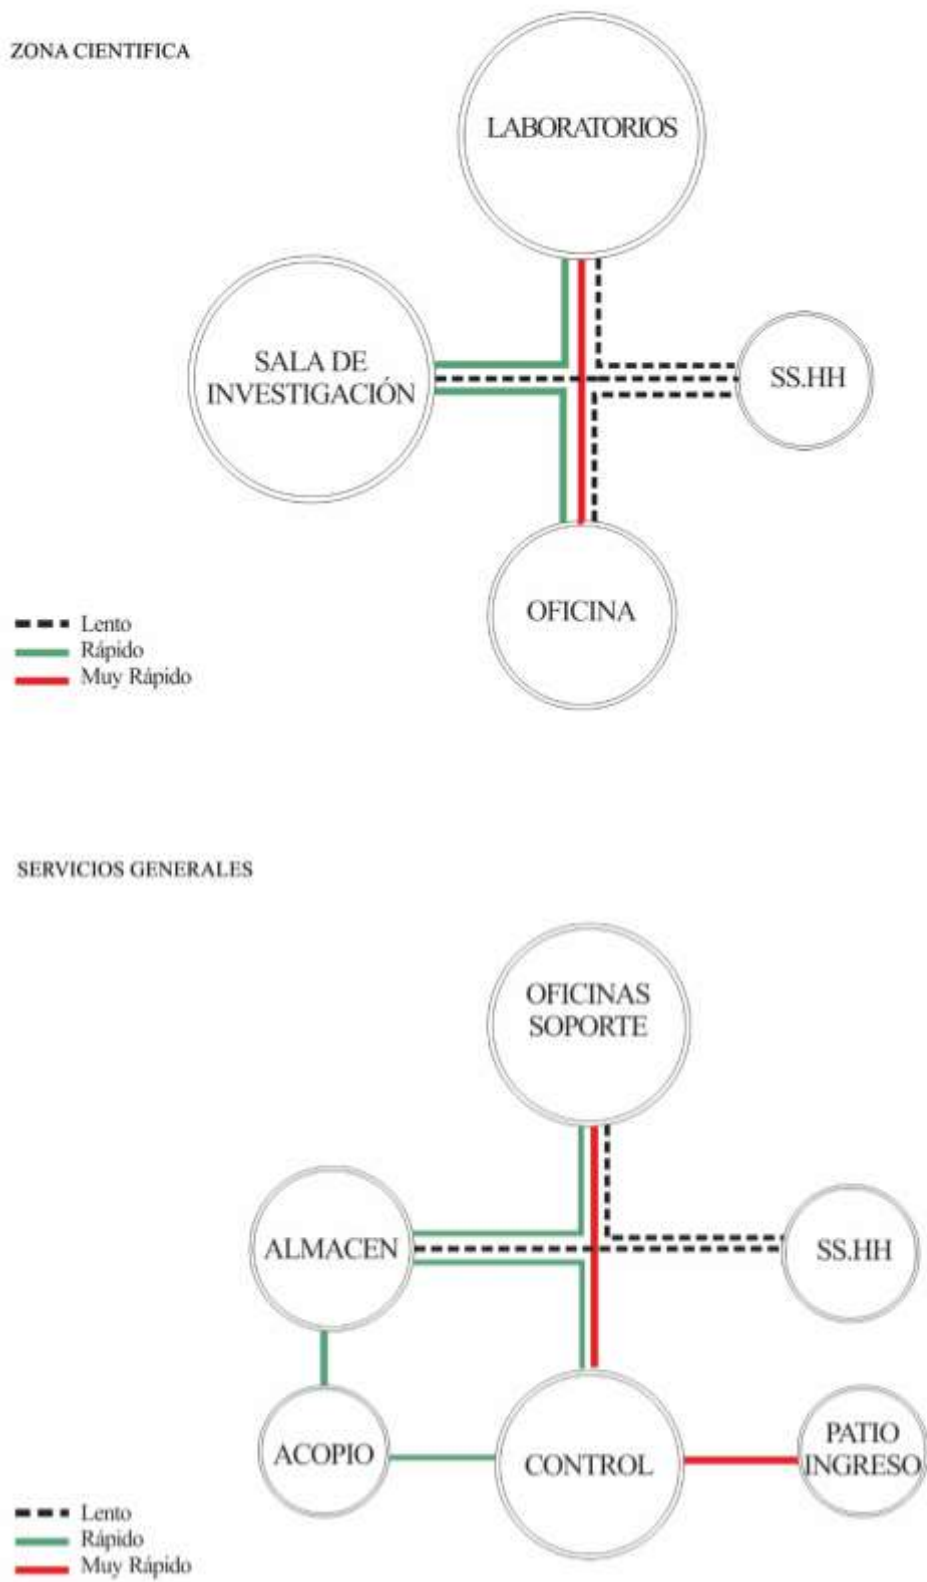 ZONA CIENTIFICA
LABORATORIOS
SALA DE
INVESTIGACIÓN
SS.HH
OFICINA
Lento
Rápido
Muy Rápido
SERVICIOS GENERALES
OFICINAS
SOPORTE
ALMACEN
SS.HH
ACOPIO
CONTROL
PATIO
INGRESO
Lento
Rápido
Muy Rápido